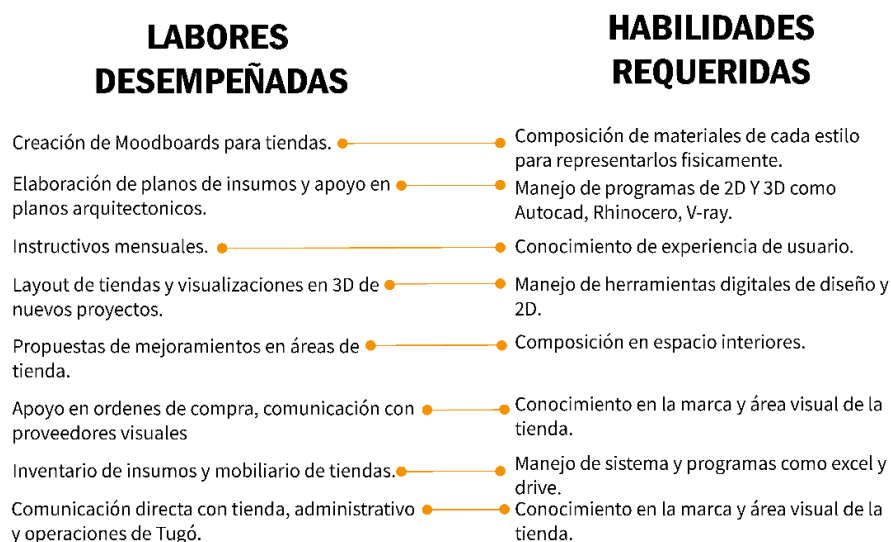 LABORES
DESEMPEÑADAS
HABILIDADES
REQUERIDAS
Creación de Moodboards para tiendas.
Composición de materiales de cada estilo
para representarlos fisicamente.
Elaboración de planos de insumos y apoyo en
planos arquitectonicos.
Manejo de programas de 2D Y 3D como
Autocad, Rhinocero, V-ray.
Instructivos mensuales.
Conocimiento de experiencia de usuario.
Layout de tiendas y visualizaciones en 3D de
nuevos proyectos.
Manejo de herramientas digitales de diseño y
2D.
Propuestas de mejoramientos en áreas de
tienda.
Composición en espacio interiores.
Apoyo en ordenes de compra, comunicación con
proveedores visuales
Conocimiento en la marca y área visual de la
tienda.
Inventario de insumos y mobiliario de tiendas.
Manejo de sistema y programas como excel y
drive.
Comunicación directa con tienda, administrativo
y operaciones de Tugó.
Conocimiento en la marca y área visual de la
tienda.